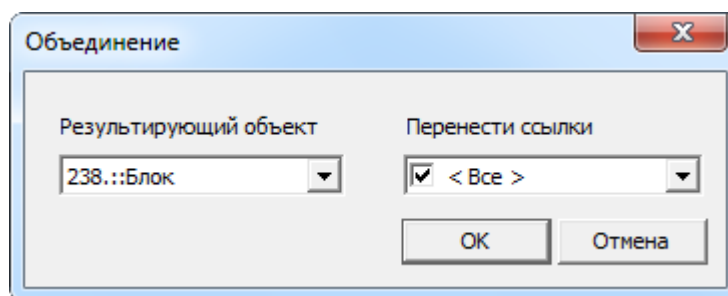 Объединение
Результирующий объект
Перенести ссылки
238.::Блок
< Все >
OK
Отмена